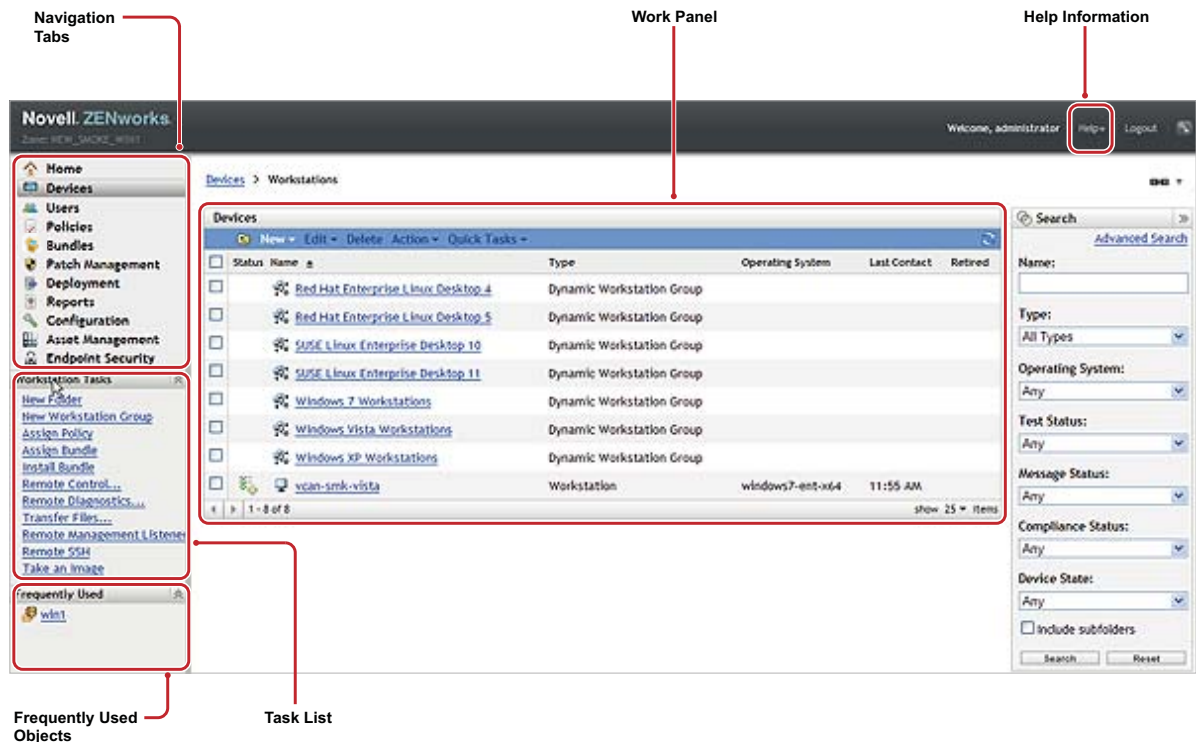 Navigation
Tabs
Work Panel
Help Information
Novell ZENworks
Welcome, administrator Help Logout
Home
Devices
Users
Policies
Bundles
Patch Management
Deployment
Reports
Configuration
Asset Management
Endpoint Security
Devices > Workstations
Devices
New Edit Delete Action Quick Tasks
Status Name Type Operating System Last Contact Retired
Red Hat Enterprise Linux Desktop 4 Dynamic Workstation Group
Red Hat Enterprise Linux Desktop 5 Dynamic Workstation Group
SUSE Linux Enterprise Desktop 10 Dynamic Workstation Group
SUSE Linux Enterprise Desktop 11 Dynamic Workstation Group
Windows 7 Workstations Dynamic Workstation Group
Windows Vista Workstations Dynamic Workstation Group
Windows XP Workstations Dynamic Workstation Group
vcan-smk-vista Workstation windows7-ent-x64 11:55 AM
1 - 8 of 8 show 25 items
Workstation Tasks
New Folder
New Workstation Group
Assign Policy
Assign Bundle
Install Bundle
Remote Control...
Remote Diagnostics...
Transfer Files...
Remote Management Listener
Remote SSH
Take an Image
Frequently Used
win1
Search
Advanced Search
Name:
Type:
All Types
Operating System:
Any
Test Status:
Any
Message Status:
Any
Compliance Status:
Any
Device State:
Any
Include subfolders
Search Reset
Frequently Used
Objects
Task List